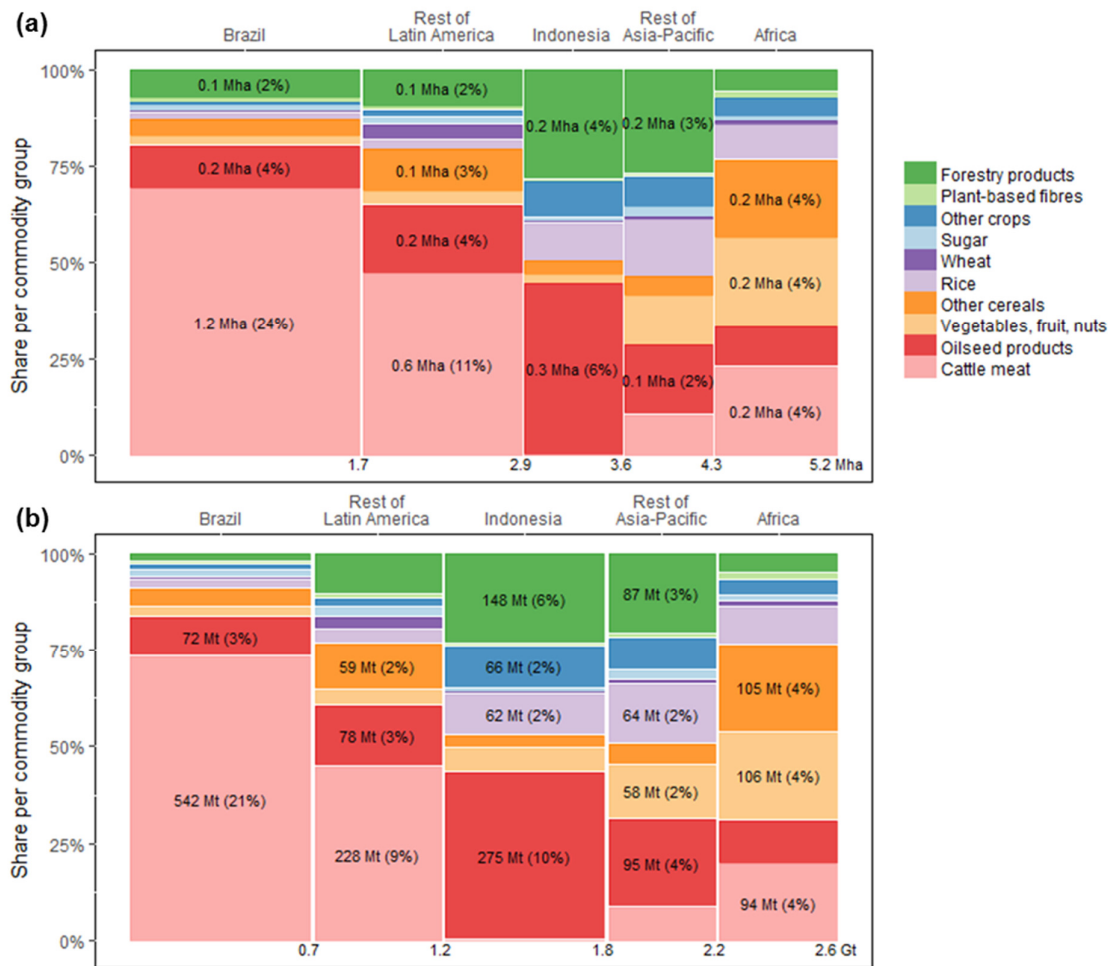 (a)
Brazil
Rest of
Latin America
Indonesia
Rest of
Asia-Pacific
Africa
Share per commodity group
100%
75%
50%
25%
0%
0.1 Mha (2%)
0.2 Mha (4%)
1.2 Mha (24%)
0.1 Mha (2%)
0.1 Mha (3%)
0.2 Mha (4%)
0.6 Mha (11%)
0.2 Mha (4%)
0.3 Mha (6%)
0.2 Mha (3%)
0.1 Mha (2%)
0.2 Mha (4%)
0.2 Mha (4%)
0.2 Mha (4%)
1.7
2.9
3.6
4.3
5.2 Mha
Forestry products
Plant-based fibres
Other crops
Sugar
Wheat
Rice
Other cereals
Vegetables, fruit, nuts
Oilseed products
Cattle meat
(b)
Brazil
Rest of
Latin America
Indonesia
Rest of
Asia-Pacific
Africa
Share per commodity group
100%
75%
50%
25%
0%
72 Mt (3%)
542 Mt (21%)
59 Mt (2%)
78 Mt (3%)
228 Mt (9%)
148 Mt (6%)
66 Mt (2%)
62 Mt (2%)
275 Mt (10%)
87 Mt (3%)
64 Mt (2%)
58 Mt (2%)
95 Mt (4%)
105 Mt (4%)
106 Mt (4%)
94 Mt (4%)
0.7
1.2
1.8
2.2
2.6 Gt